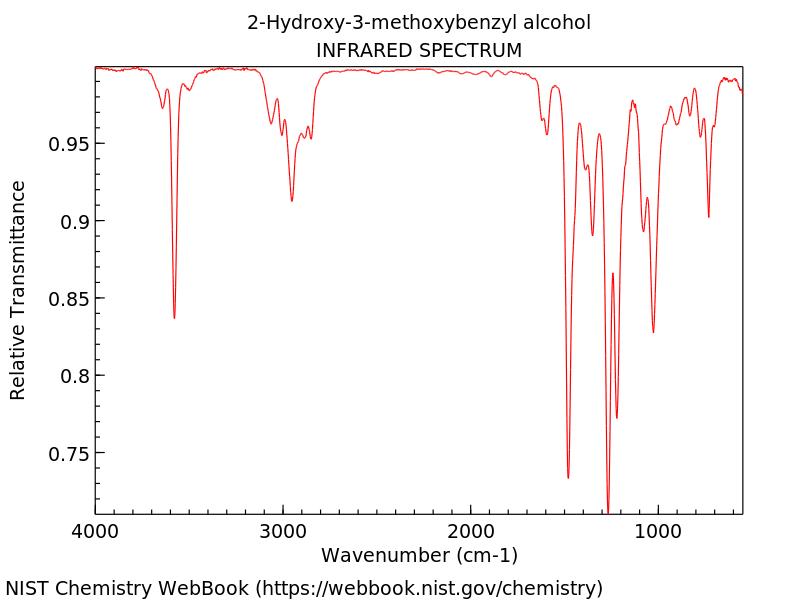 2-Hydroxy-3-methoxybenzyl alcohol
INFRARED SPECTRUM
Relative Transmittance
0.95
0.9
0.85
0.8
0.75
4000 3000 2000 1000
Wavenumber (cm-1)
NIST Chemistry WebBook (https://webbook.nist.gov/chemistry)